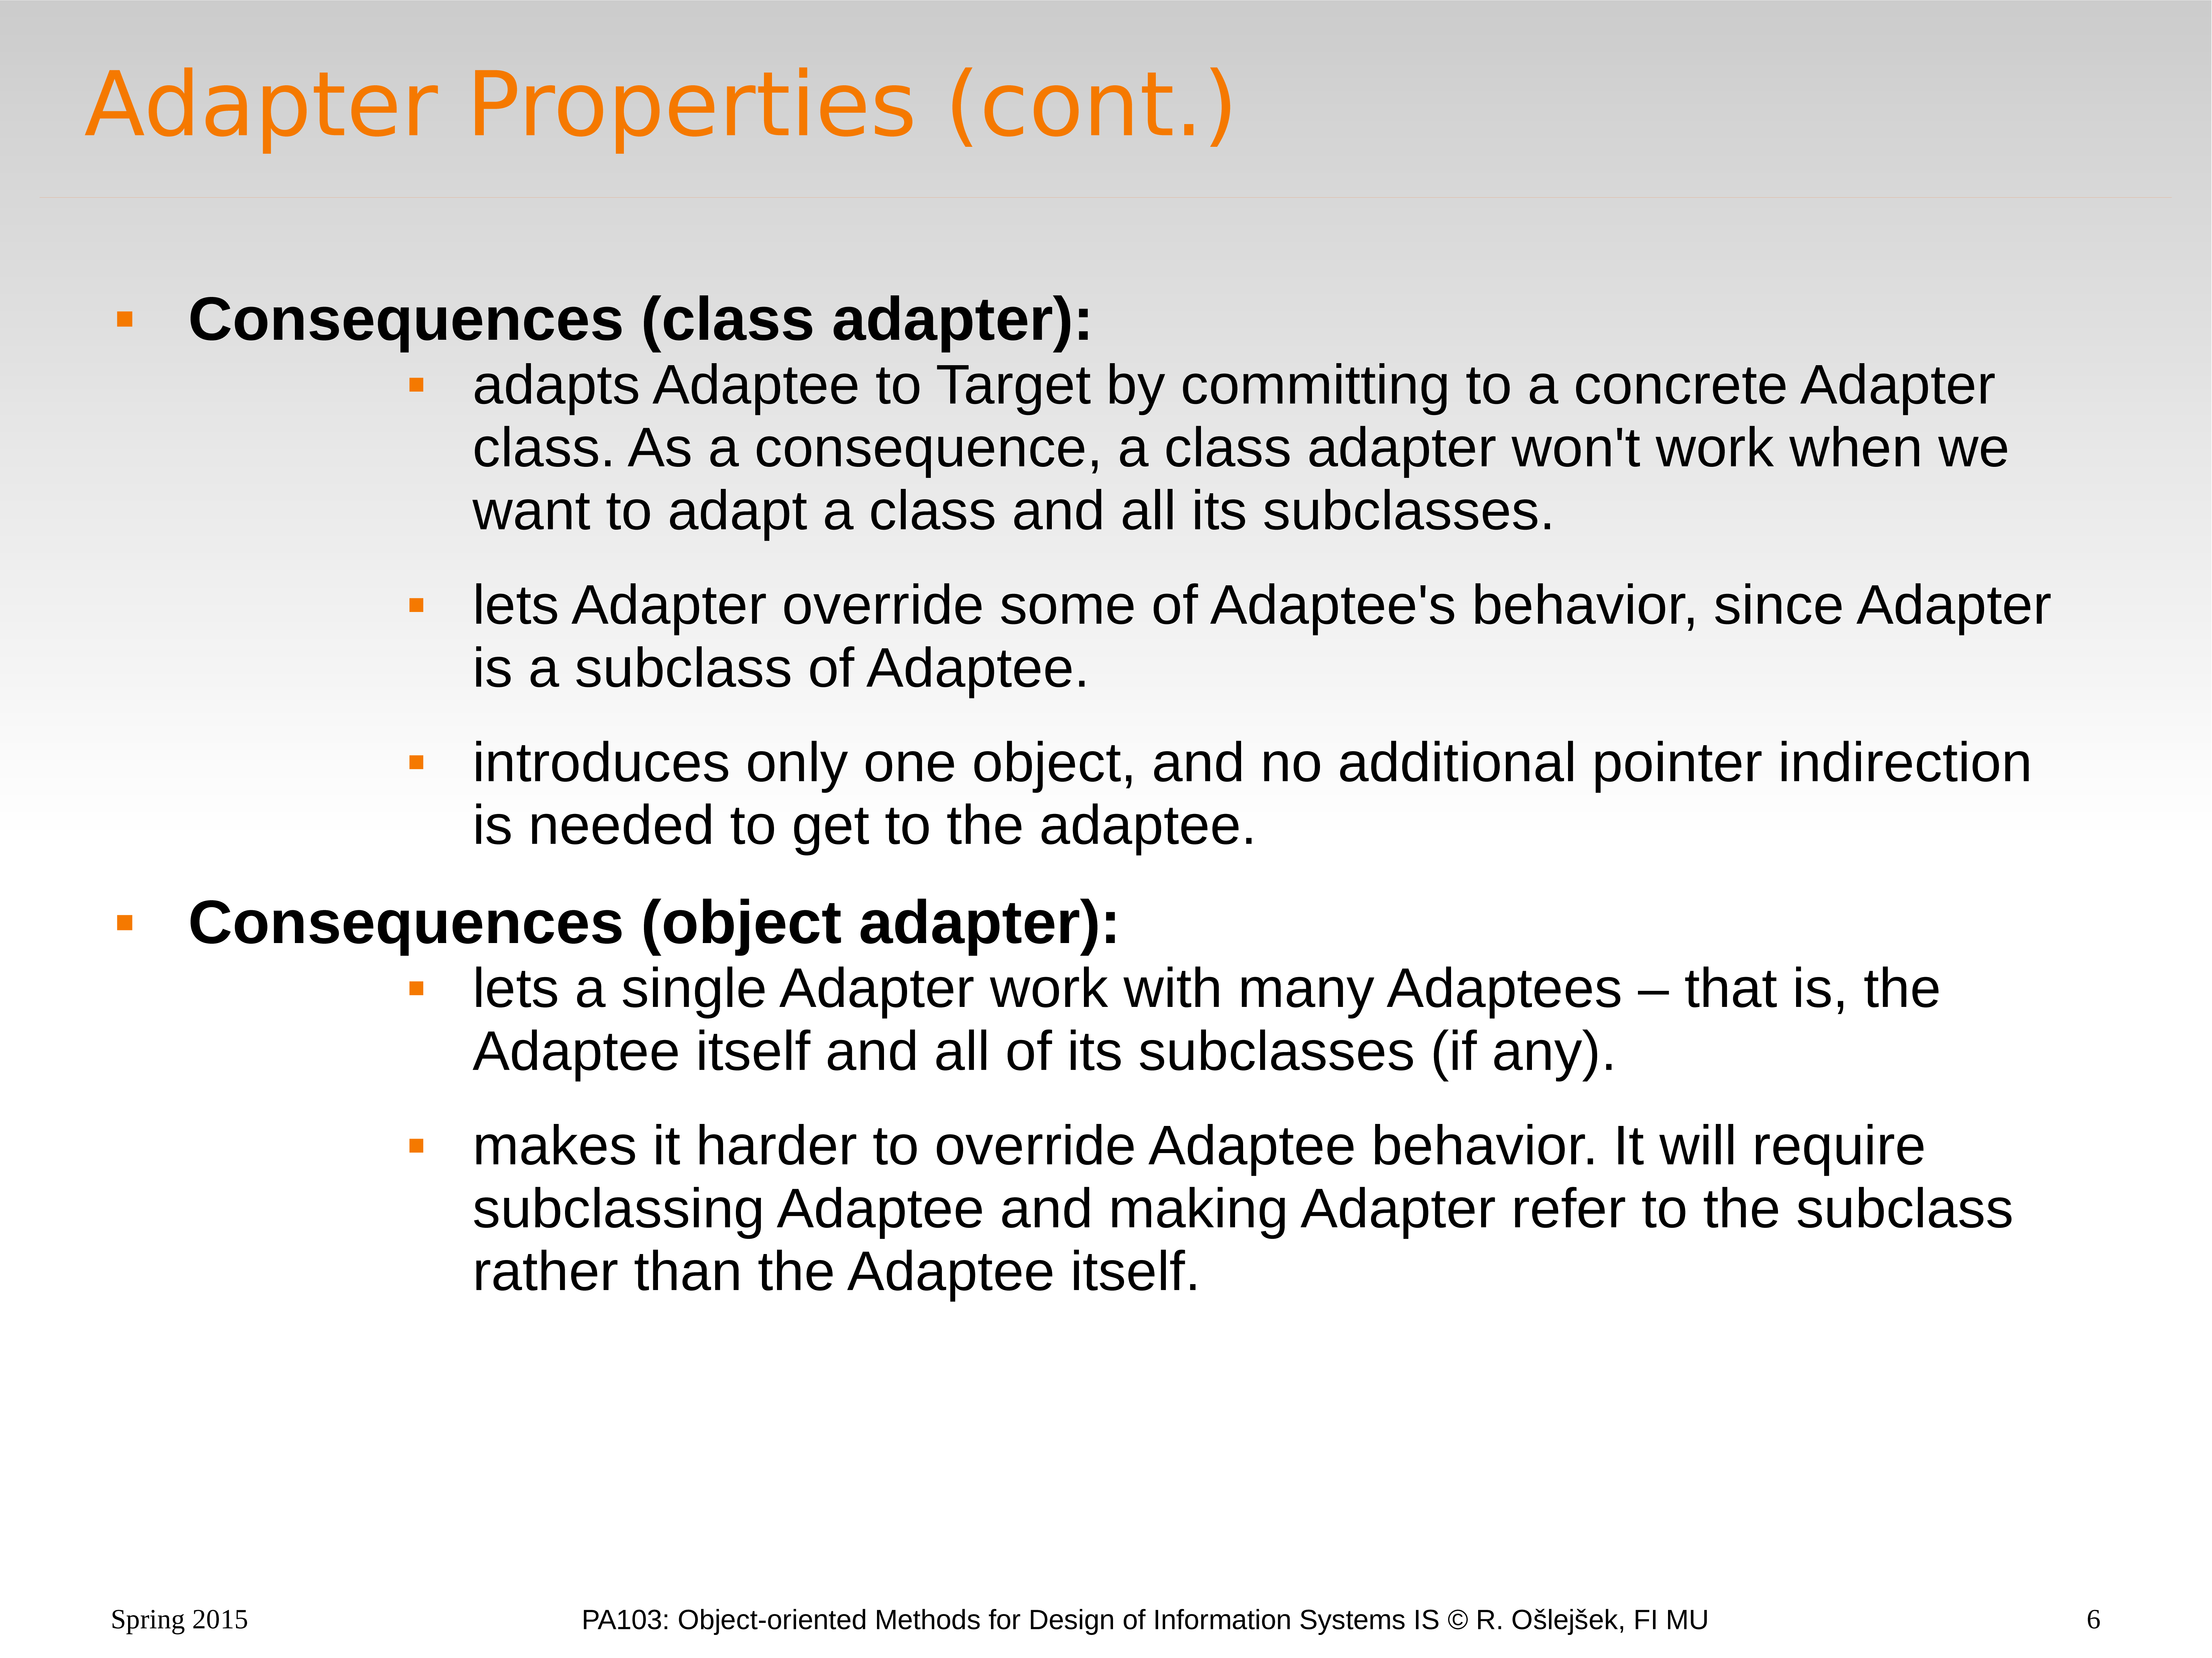 Adapter Properties (cont.)
Consequences (class adapter):
adapts Adaptee to Target by committing to a concrete Adapter
class. As a consequence, a class adapter won't work when we
want to adapt a class and all its subclasses.
lets Adapter override some of Adaptee's behavior, since Adapter
is a subclass of Adaptee.
introduces only one object, and no additional pointer indirection
is needed to get to the adaptee.
Consequences (object adapter):
lets a single Adapter work with many Adaptees – that is, the
Adaptee itself and all of its subclasses (if any).
makes it harder to override Adaptee behavior. It will require
subclassing Adaptee and making Adapter refer to the subclass
rather than the Adaptee itself.
Spring 2015 PA103: Object-oriented Methods for Design of Information Systems IS © R. Ošlejšek, FI MU 6